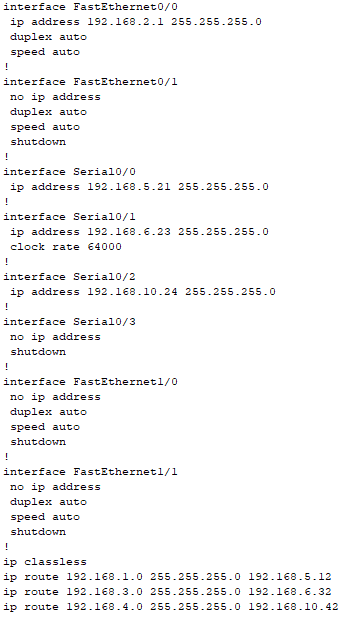 interface FastEthernet0/0
 ip address 192.168.2.1 255.255.255.0
 duplex auto
 speed auto
!
interface FastEthernet0/1
 no ip address
 duplex auto
 speed auto
 shutdown
!
interface Serial0/0
 ip address 192.168.5.21 255.255.255.0
!
interface Serial0/1
 ip address 192.168.6.23 255.255.255.0
 clock rate 64000
!
interface Serial0/2
 ip address 192.168.10.24 255.255.255.0
!
interface Serial0/3
 no ip address
 shutdown
!
interface FastEthernet1/0
 no ip address
 duplex auto
 speed auto
 shutdown
!
interface FastEthernet1/1
 no ip address
 duplex auto
 speed auto
 shutdown
!
ip classless
ip route 192.168.1.0 255.255.255.0 192.168.5.12
ip route 192.168.3.0 255.255.255.0 192.168.6.32
ip route 192.168.4.0 255.255.255.0 192.168.10.42